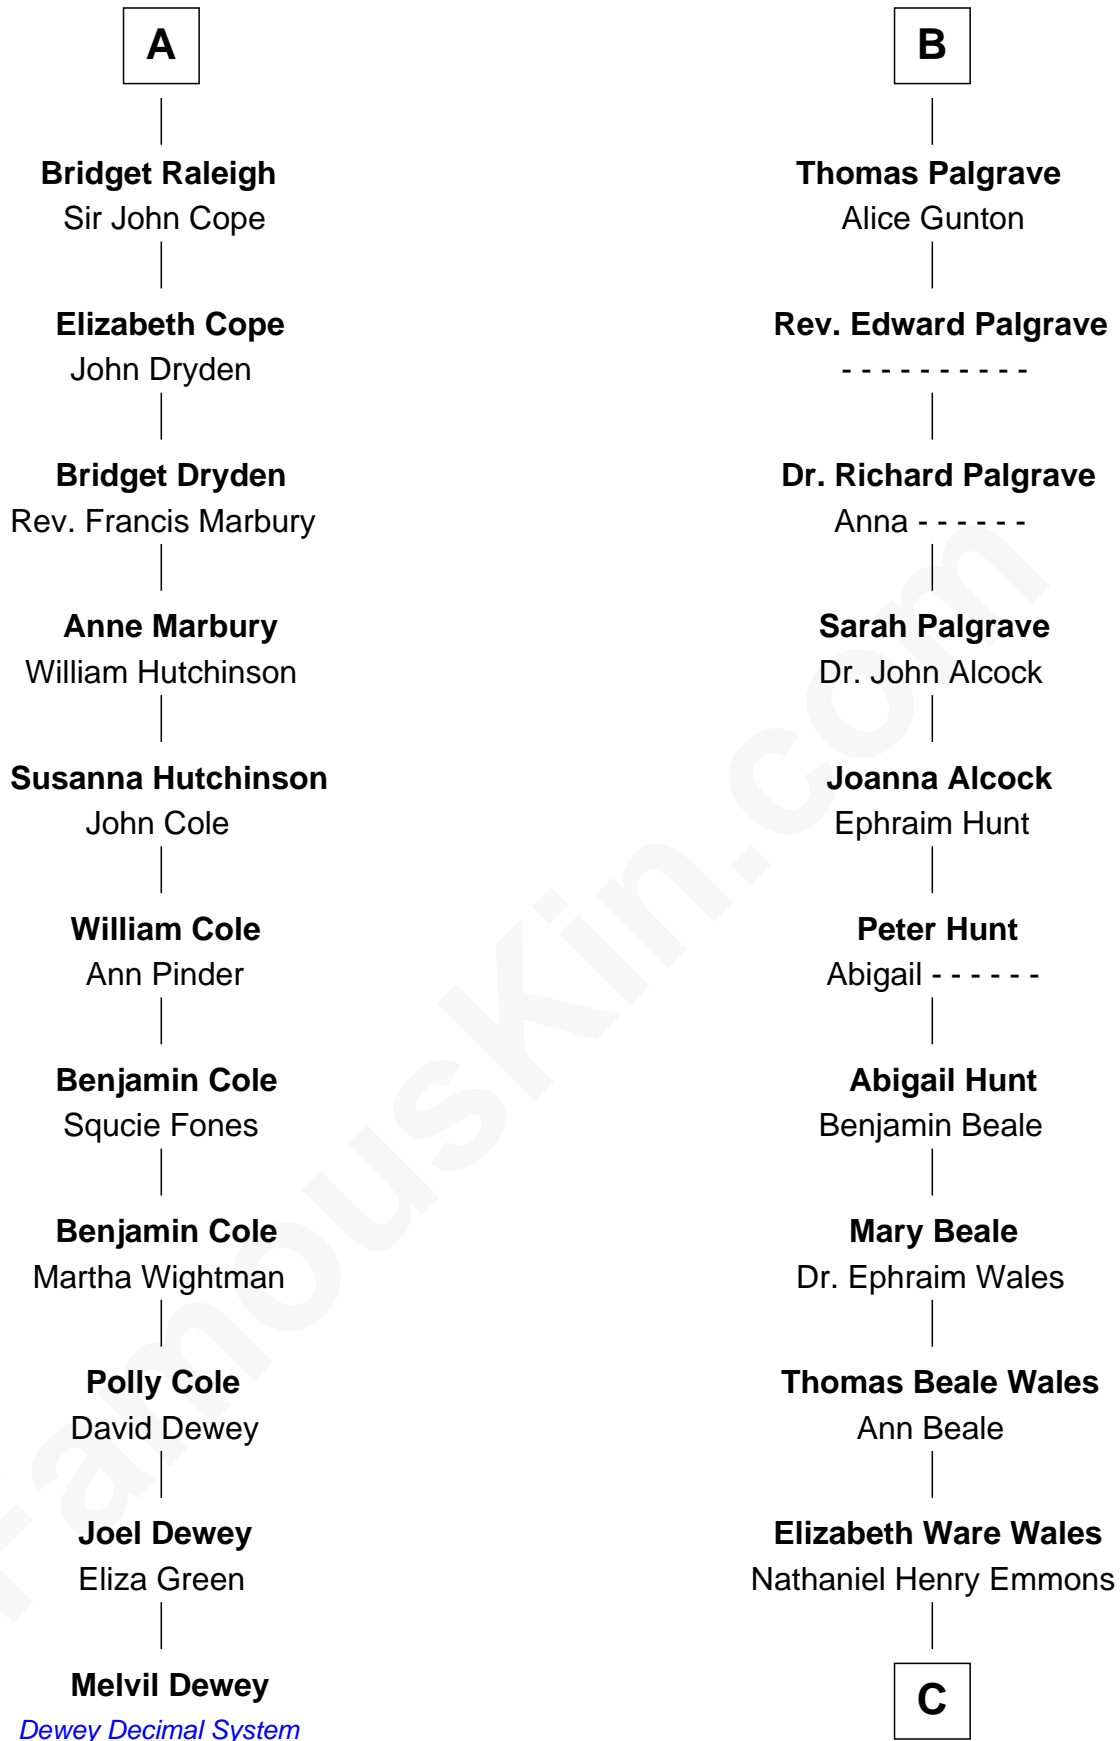 A
Bridget Raleigh
Sir John Cope
Elizabeth Cope
John Dryden
Bridget Dryden
Rev. Francis Marbury
Anne Marbury
William Hutchinson
Susanna Hutchinson
John Cole
William Cole
Ann Pinder
Benjamin Cole
Squcie Fones
Benjamin Cole
Martha Wightman
Polly Cole
David Dewey
Joel Dewey
Eliza Green
Melvil Dewey
Dewey Decimal System
B
Thomas Palgrave
Alice Gunton
Rev. Edward Palgrave
- - - - - - - - - -
Dr. Richard Palgrave
Anna - - - - - -
Sarah Palgrave
Dr. John Alcock
Joanna Alcock
Ephraim Hunt
Peter Hunt
Abigail - - - - - -
Abigail Hunt
Benjamin Beale
Mary Beale
Dr. Ephraim Wales
Thomas Beale Wales
Ann Beale
Elizabeth Ware Wales
Nathaniel Henry Emmons
C
FamousKin.com